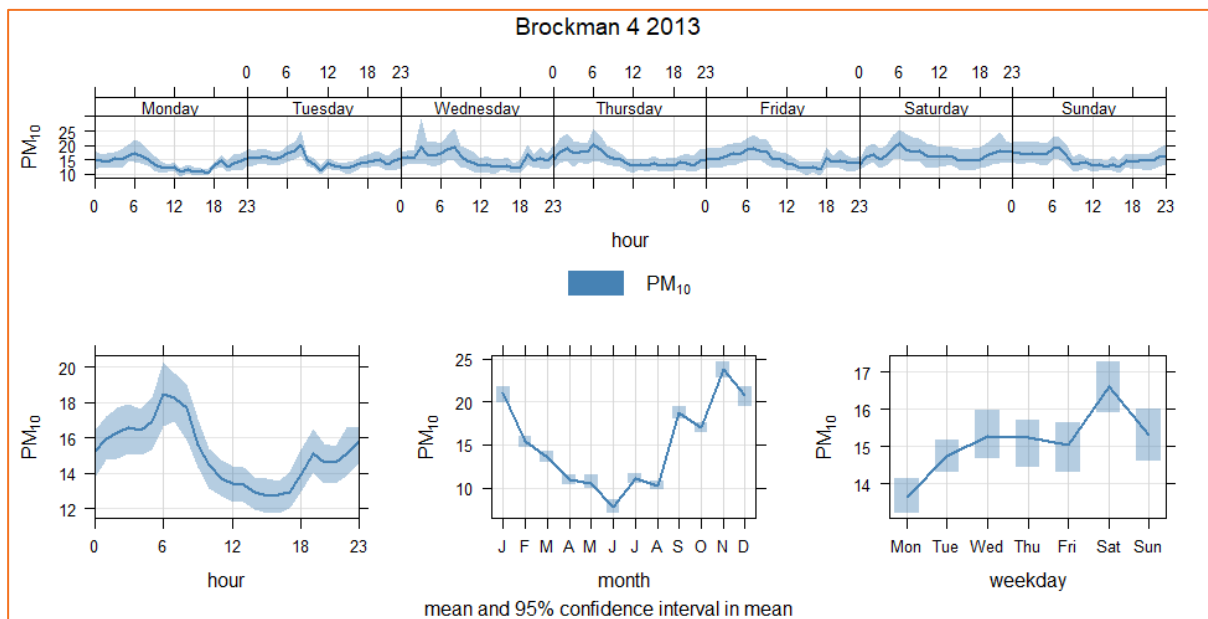 Brockman 4 2013
0 6 12 18 23 0 6 12 18 23 0 6 12 18 23
Monday Tuesday Wednesday Thursday Friday Saturday Sunday
PM10
25
20
15
10
0 6 12 18 23 0 6 12 18 23 0 6 12 18 23 0 6 12 18 23
hour
PM10
PM10
20
18
16
14
12
0 6 12 18 23
hour
PM10
25
20
15
10
J F M A M J J A S O N D
month
PM10
17
16
15
14
Mon Tue Wed Thu Fri Sat Sun
weekday
mean and 95% confidence interval in mean